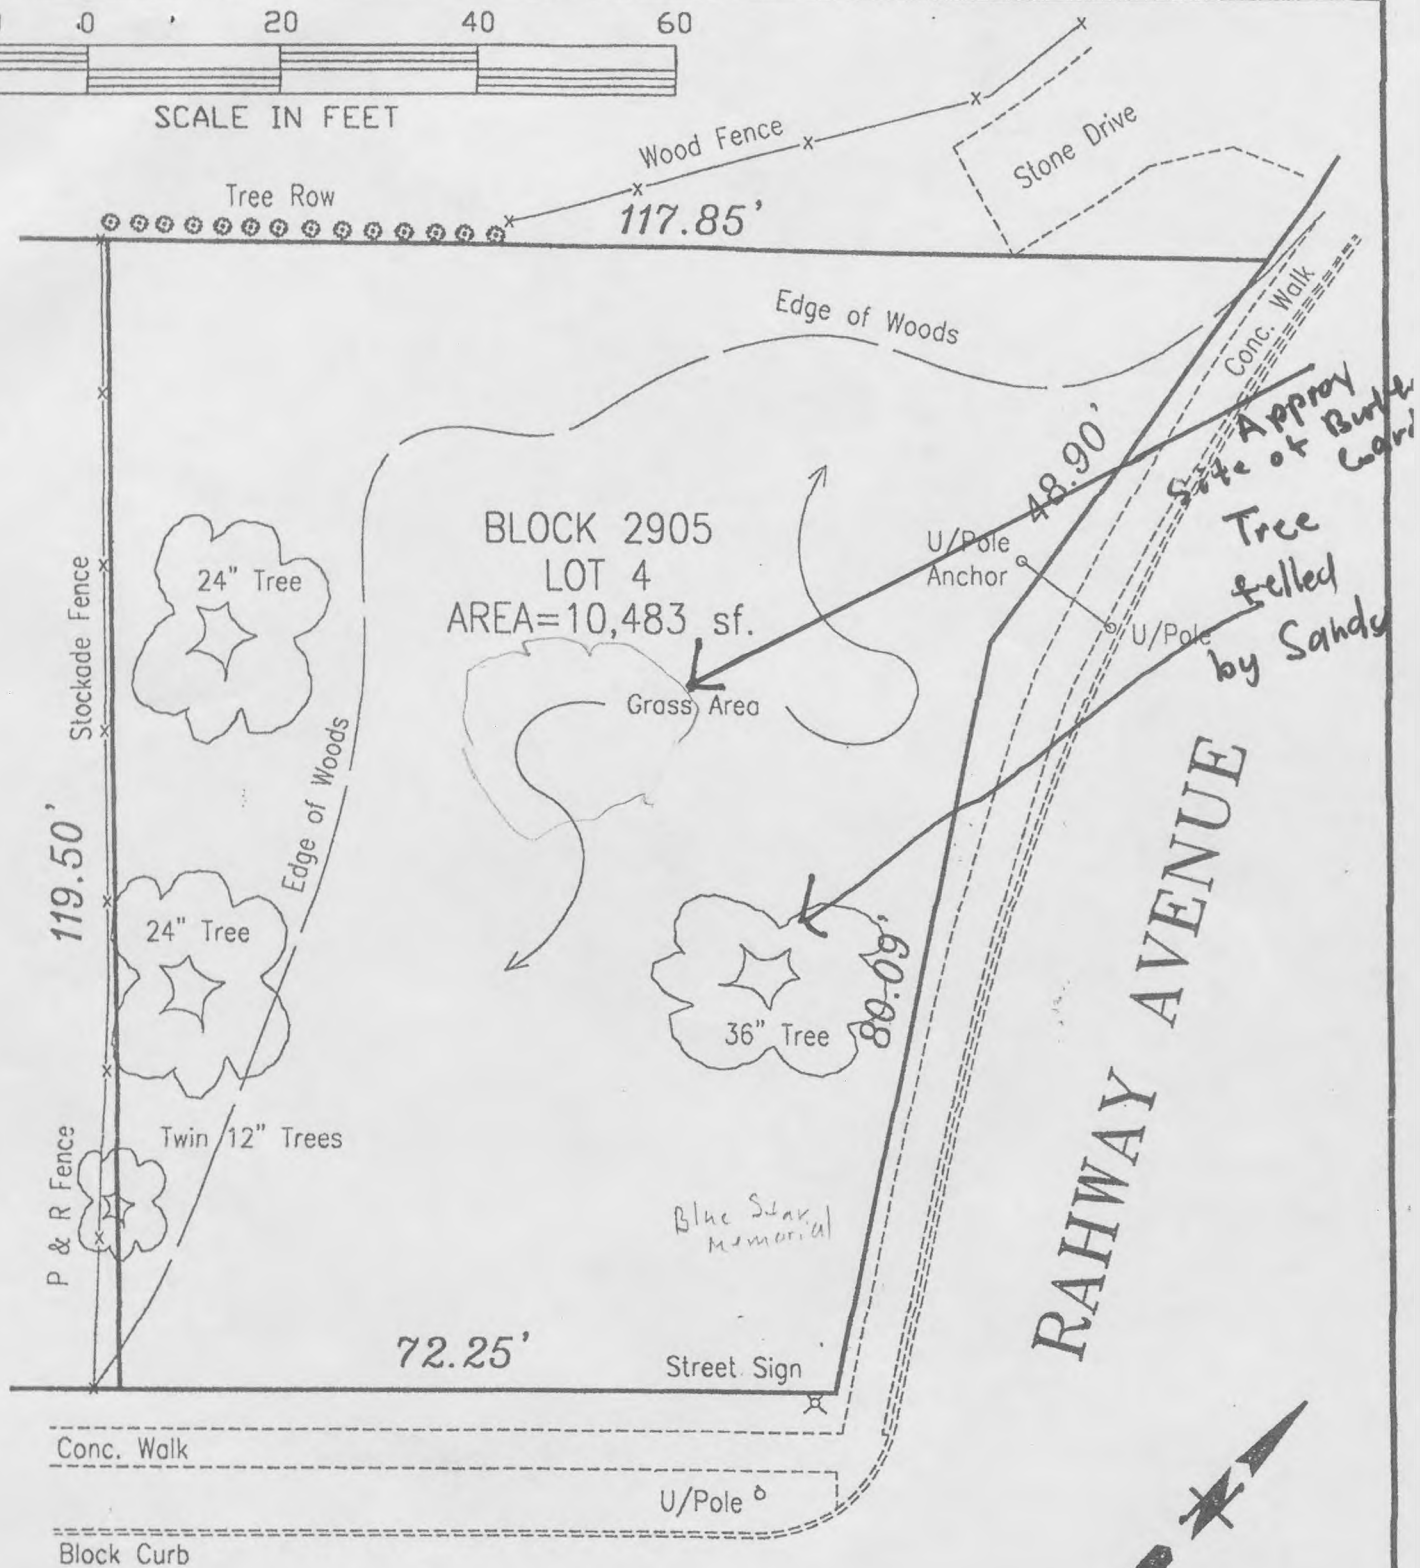 0 20 40 60
SCALE IN FEET
Wood Fence
Stone Drive
Tree Row
117.85'
Edge of Woods
Conc. Walk
Approx
Site of
Tree
felled
by Sandy
48.90'
BLOCK 2905
LOT 4
AREA=10,483 sf.
U/Pole
Anchor
U/Pole
24" Tree
Stockade Fence
Grass Area
Edge of Woods
119.50'
24" Tree
36" Tree
80.09'
RAHWAY AVENUE
Twin 12" Trees
P & R Fence
Blue Star
Memorial
72.25'
Street Sign
Conc. Walk
U/Pole
Block Curb